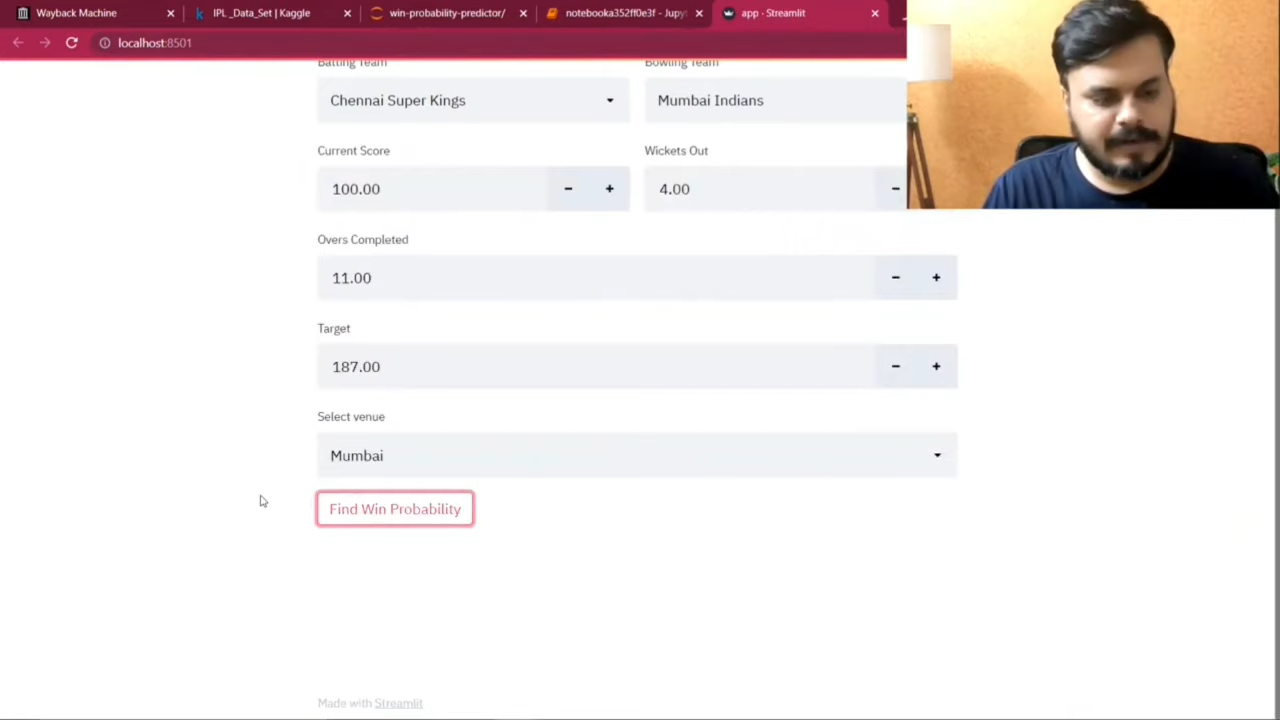 Wayback Machine
IPL _Data_Set | Kaggle
win-probability-predictor/
notebooka352ff0e3f - Jupyt
app · Streamlit
localhost:8501
Batting Team
Bowling Team
Chennai Super Kings
Mumbai Indians
Current Score
Wickets Out
100.00
4.00
Overs Completed
11.00
Target
187.00
Select venue
Mumbai
Find Win Probability
Made with Streamlit